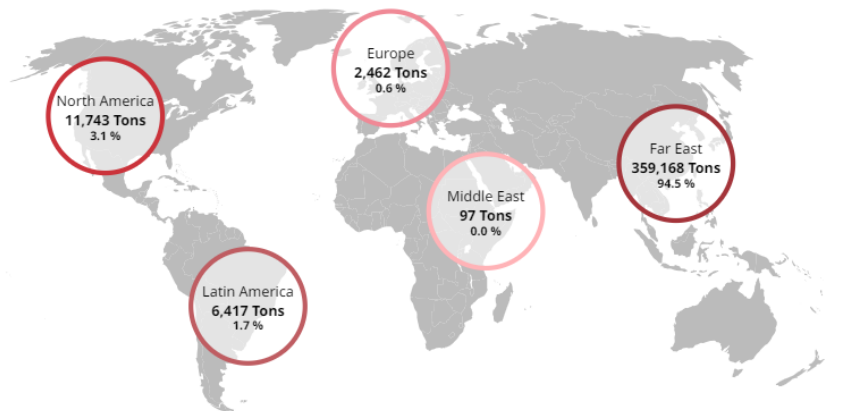 Europe
2,462 Tons
0.6 %
North America
11,743 Tons
3.1 %
Far East
359,168 Tons
94.5 %
Middle East
97 Tons
0.0 %
Latin America
6,417 Tons
1.7 %